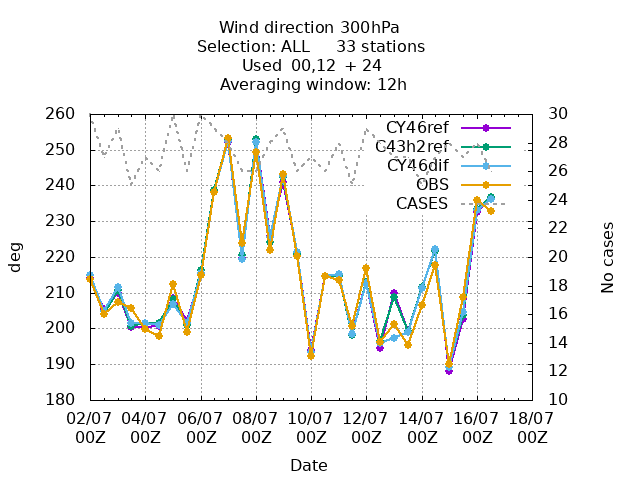 Wind direction 300hPa
Selection: ALL 33 stations
Used 00,12 + 24
Averaging window: 12h
260
250
240
230
220
210
200
190
180
deg
30
28
26
24
22
20
18
16
14
12
10
No cases
CY46ref
C43h2ref
CY46dif
OBS
CASES
02/07 04/07 06/07 08/07 10/07 12/07 14/07 16/07 18/07
00Z 00Z 00Z 00Z 00Z 00Z 00Z 00Z 00Z
Date